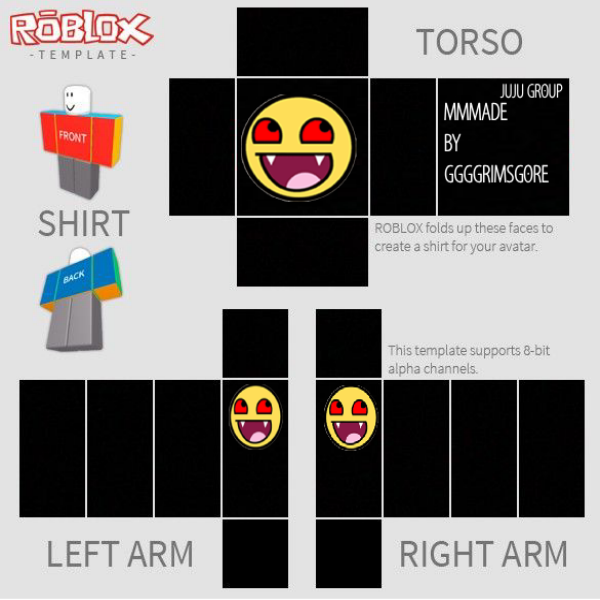 RŌBLOX
-TEMPLATE-
TORSO
JUJU GROUP
MMMADE
BY
GGGGRIMSGORE
FRONT
SHIRT
ROBLOX folds up these faces to
create a shirt for your avatar.
BACK
This template supports 8-bit
alpha channels.
LEFT ARM
RIGHT ARM